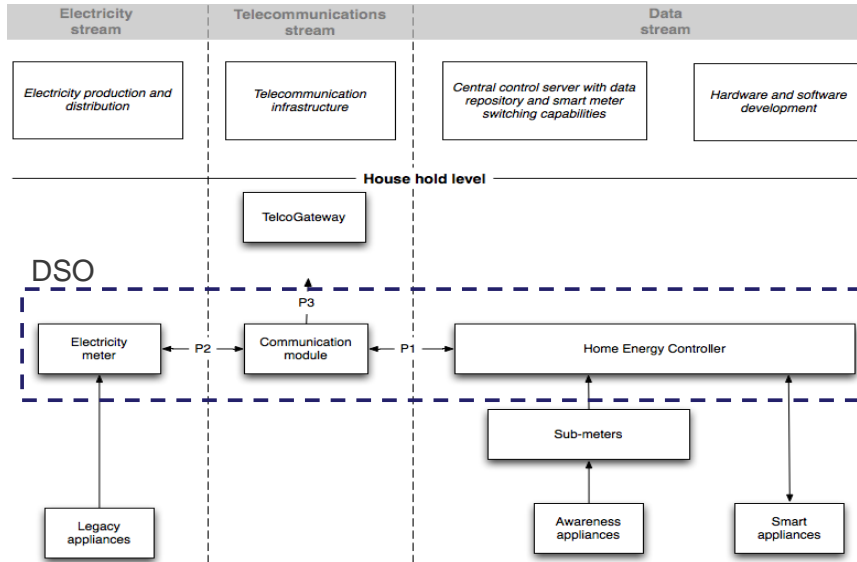 Electricity
stream
Telecommunications
stream
Data
stream
Electricity production and
distribution
Telecommunication
infrastructure
Central control server with data
repository and smart meter
switching capabilities
Hardware and software
development
House hold level
TelcoGateway
DSO
P3
Electricity
meter
P2
Communication
module
P1
Home Energy Controller
Sub-meters
Legacy
appliances
Awareness
appliances
Smart
appliances